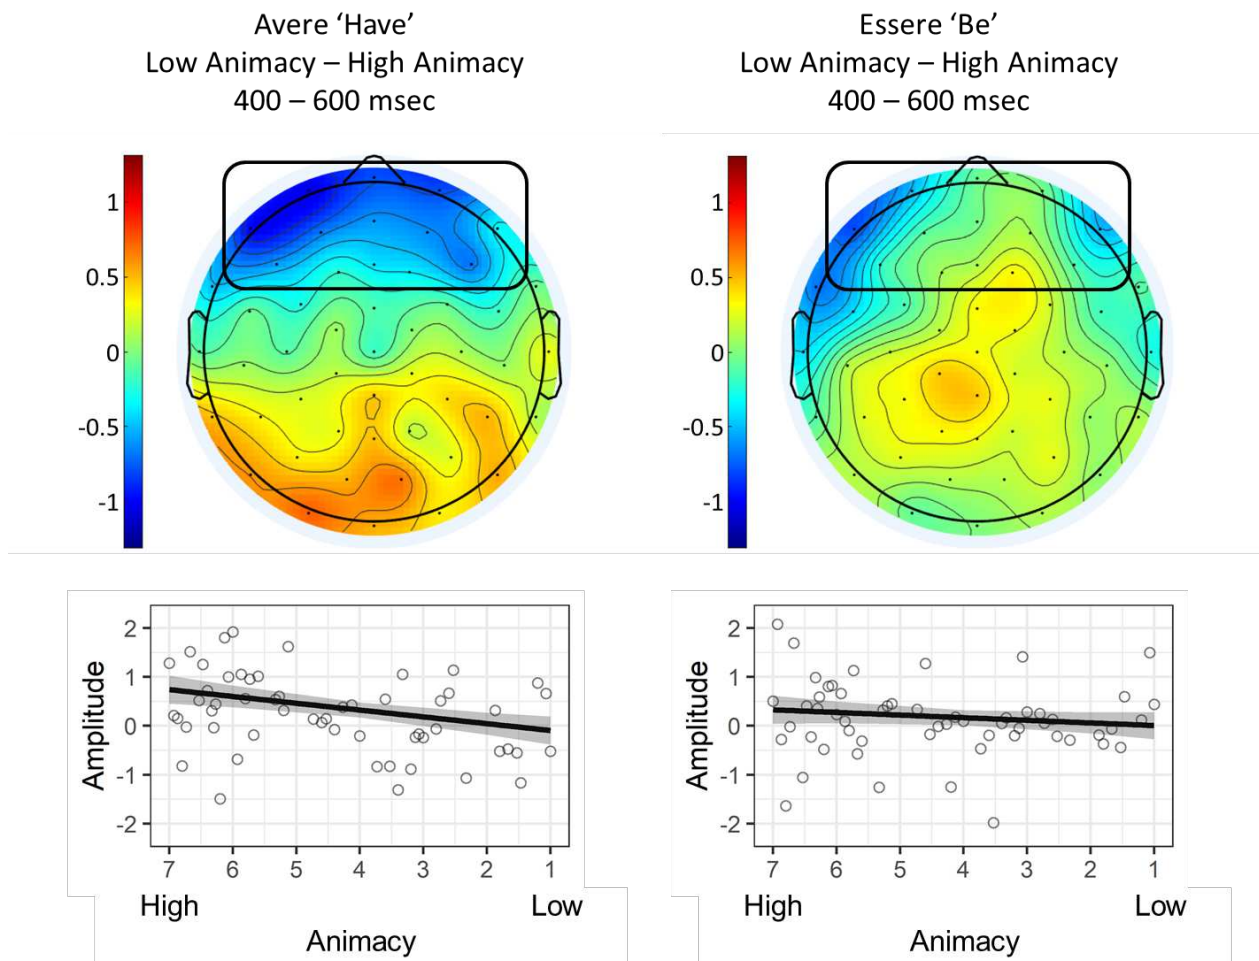 Avere ‘Have’
Low Animacy – High Animacy
400 – 600 msec
Essere ‘Be’
Low Animacy – High Animacy
400 – 600 msec
1
0.5
0
-0.5
-1
1
0.5
0
-0.5
-1
Amplitude
2
1
0
-1
-2
7 6 5 4 3 2 1
High Low
Animacy
Amplitude
2
1
0
-1
-2
7 6 5 4 3 2 1
High Low
Animacy